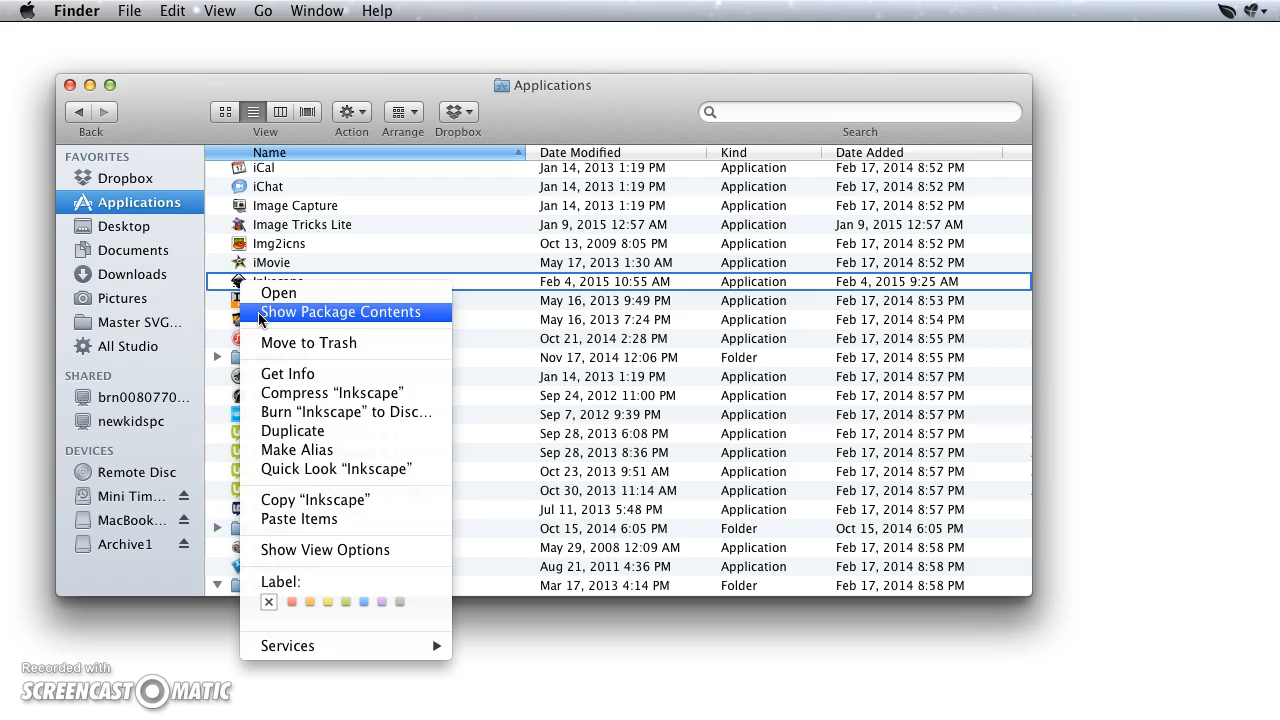 Finder File Edit View Go Window Help
Applications
Back View Action Arrange Dropbox Search
FAVORITES
Dropbox
Applications
Desktop
Documents
Downloads
Pictures
Master SVG...
All Studio
SHARED
brn0080770...
newkidspc
DEVICES
Remote Disc
Mini Tim...
MacBook...
Archive1
Name Date Modified Kind Date Added
iCal Jan 14, 2013 1:19 PM Application Feb 17, 2014 8:52 PM
iChat Jan 14, 2013 1:19 PM Application Feb 17, 2014 8:52 PM
Image Capture Jan 14, 2013 1:19 PM Application Feb 17, 2014 8:52 PM
Image Tricks Lite Jan 9, 2015 12:57 AM Application Jan 9, 2015 12:57 AM
Img2icns Oct 13, 2009 8:05 PM Application Feb 17, 2014 8:52 PM
iMovie May 17, 2013 1:30 AM Application Feb 17, 2014 8:52 PM
Inkscape Feb 4, 2015 10:55 AM Application Feb 4, 2015 9:25 AM
May 16, 2013 9:49 PM Application Feb 17, 2014 8:53 PM
May 16, 2013 7:24 PM Application Feb 17, 2014 8:54 PM
Oct 21, 2014 2:28 PM Application Feb 17, 2014 8:55 PM
Nov 17, 2014 12:06 PM Folder Feb 17, 2014 8:57 PM
Jan 14, 2013 1:19 PM Application Feb 17, 2014 8:57 PM
Sep 24, 2012 11:00 PM Application Feb 17, 2014 8:57 PM
Sep 7, 2012 9:39 PM Application Feb 17, 2014 8:57 PM
Sep 28, 2013 6:08 PM Application Feb 17, 2014 8:57 PM
Sep 28, 2013 8:36 PM Application Feb 17, 2014 8:57 PM
Oct 23, 2013 9:51 AM Application Feb 17, 2014 8:57 PM
Oct 30, 2013 11:14 AM Application Feb 17, 2014 8:57 PM
Jul 11, 2013 5:48 PM Application Feb 17, 2014 8:57 PM
Oct 15, 2014 6:05 PM Folder Oct 15, 2014 6:05 PM
May 29, 2008 12:09 AM Application Feb 17, 2014 8:58 PM
Aug 21, 2011 4:36 PM Application Feb 17, 2014 8:58 PM
Mar 17, 2013 4:14 PM Folder Feb 17, 2014 8:58 PM
Open
Show Package Contents
Move to Trash
Get Info
Compress “Inkscape”
Burn “Inkscape” to Disc...
Duplicate
Make Alias
Quick Look “Inkscape”
Copy “Inkscape”
Paste Items
Show View Options
Label:
Services
Recorded with
SCREENCAST O MATIC